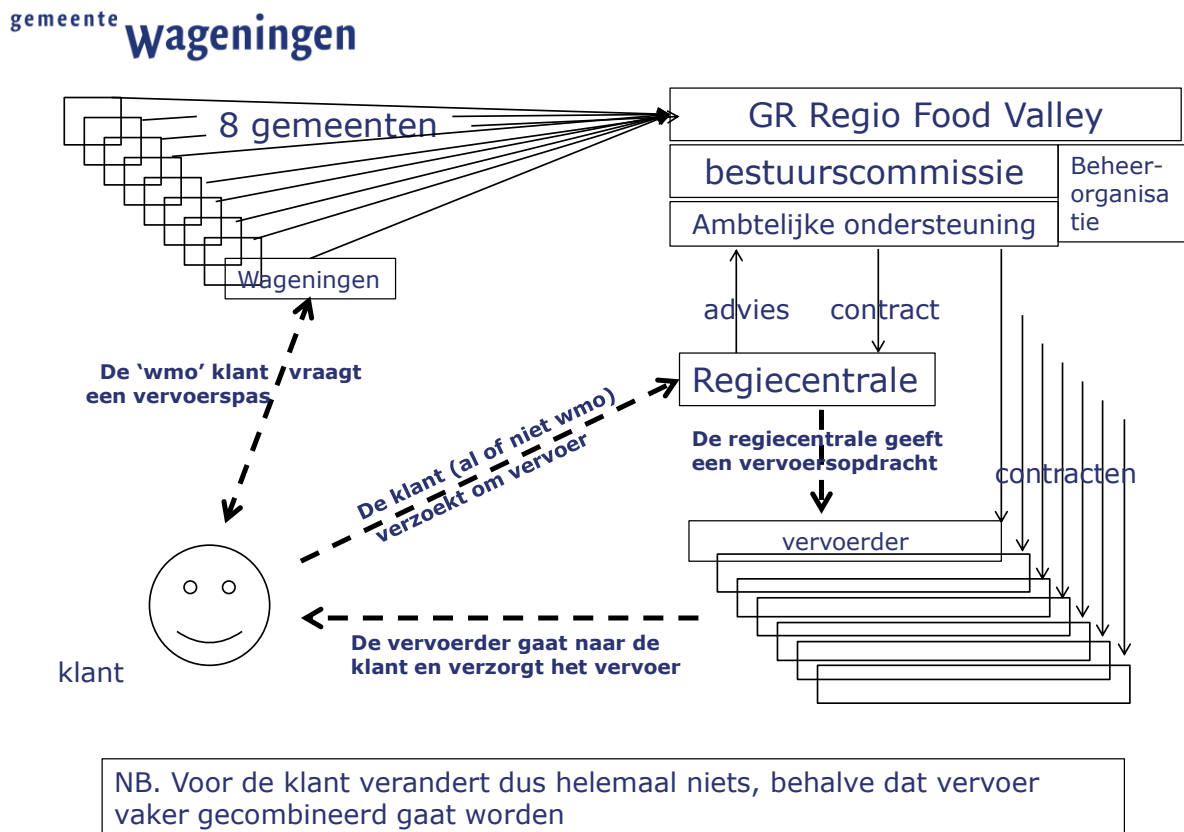 gemeente
wageningen
8 gemeenten
GR Regio Food Valley
bestuurscommissie
Beheer-
organisa
tie
Ambtelijke ondersteuning
Wageningen
advies
contract
De ‘wmo’ klant vraagt
een vervoerspas
Regiecentrale
De klant (al of niet wmo)
verzoekt om vervoer
De regiecentrale geeft
een vervoersopdracht
contracten
vervoerder
De vervoerder gaat naar de
klant en verzorgt het vervoer
klant
NB. Voor de klant verandert dus helemaal niets, behalve dat vervoer
vaker gecombineerd gaat worden